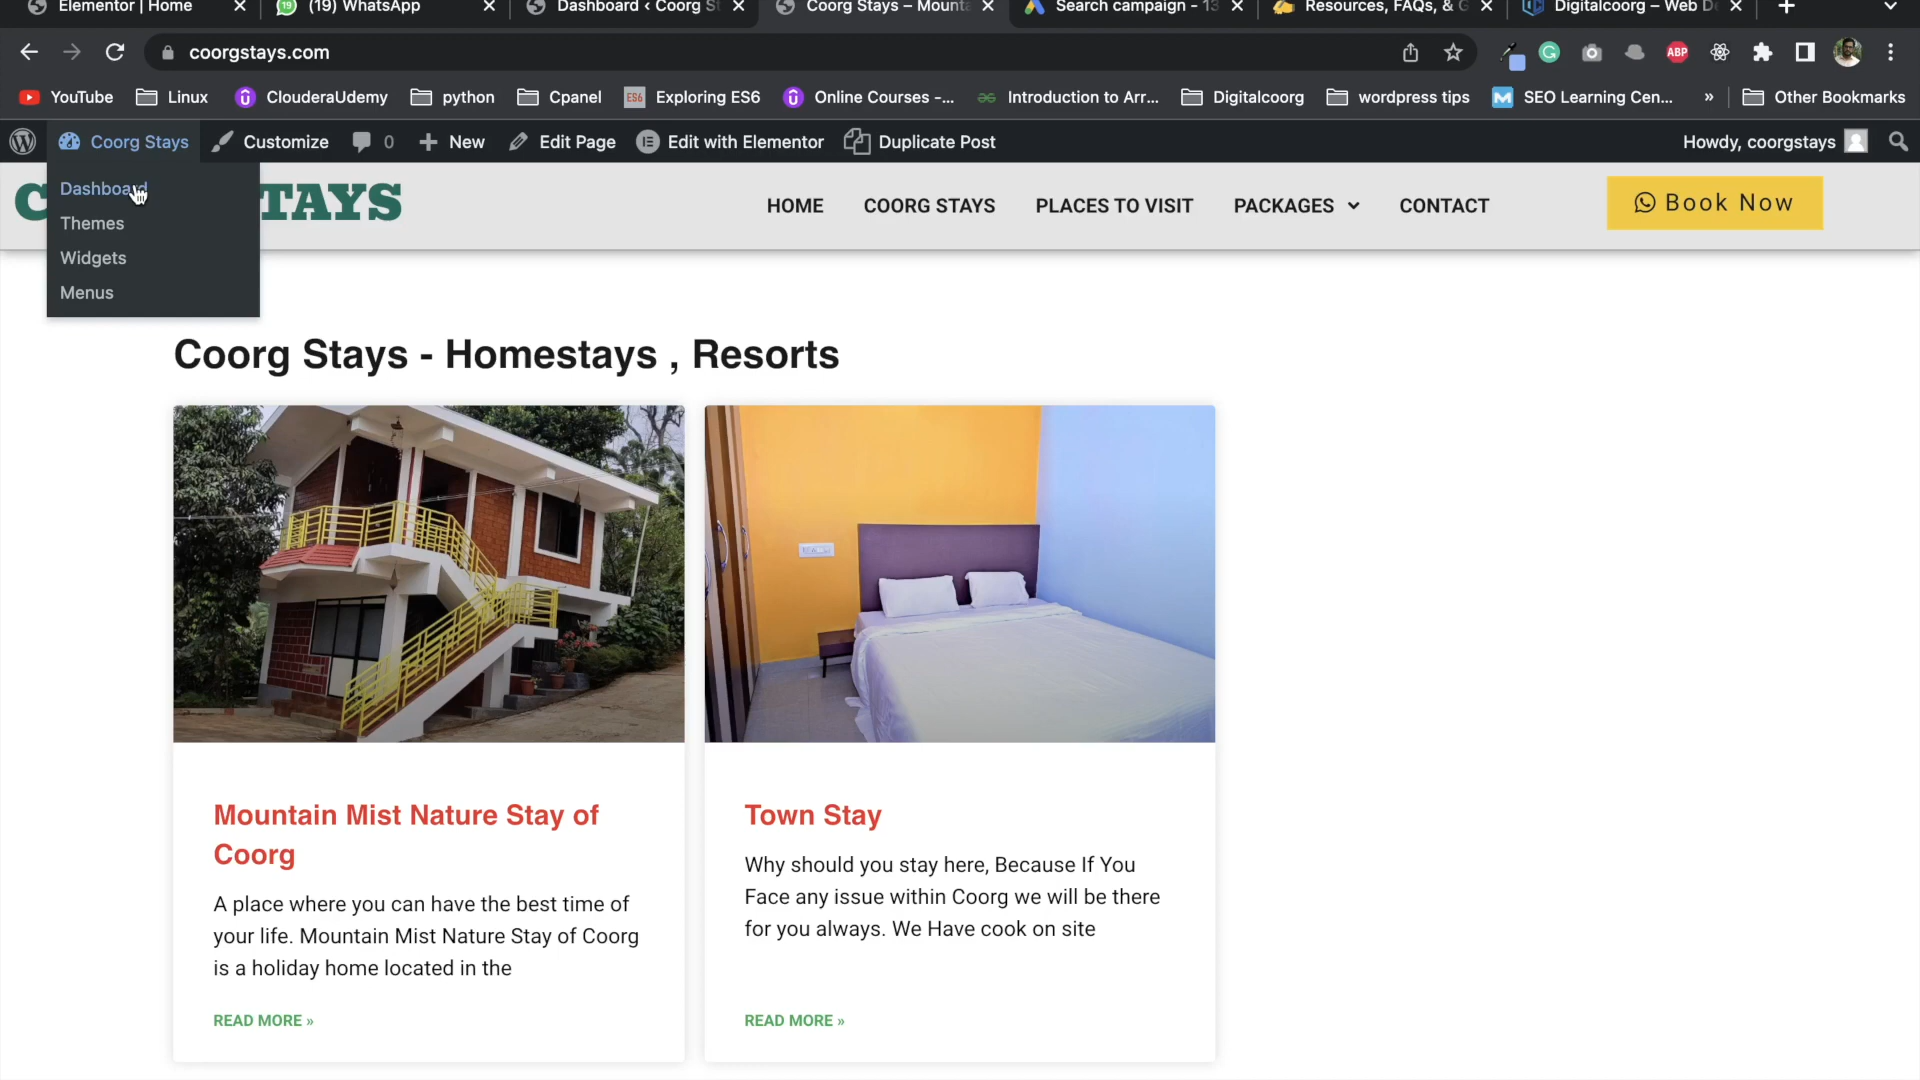 Elementor | Home
19
(19) WhatsApp
Dashboard ‹ Coorg St
Coorg Stays – Mounta
Search campaign - 13
Resources, FAQs, & G
Digitalcoorg – Web De
coorgstays.com
ABP
YouTube
Linux
ClouderaUdemy
python
Cpanel
ES6
Exploring ES6
Online Courses -...
Introduction to Arr...
Digitalcoorg
wordpress tips
SEO Learning Cen...
»
Other Bookmarks
Coorg Stays
Customize
0
New
Edit Page
Edit with Elementor
Duplicate Post
Howdy, coorgstays
Dashboard
Themes
Widgets
Menus
C
TAYS
HOME
COORG STAYS
PLACES TO VISIT
PACKAGES
CONTACT
Book Now
Coorg Stays - Homestays , Resorts
Mountain Mist Nature Stay of
Coorg
A place where you can have the best time of
your life. Mountain Mist Nature Stay of Coorg
is a holiday home located in the
READ MORE »
Town Stay
Why should you stay here, Because If You
Face any issue within Coorg we will be there
for you always. We Have cook on site
READ MORE »